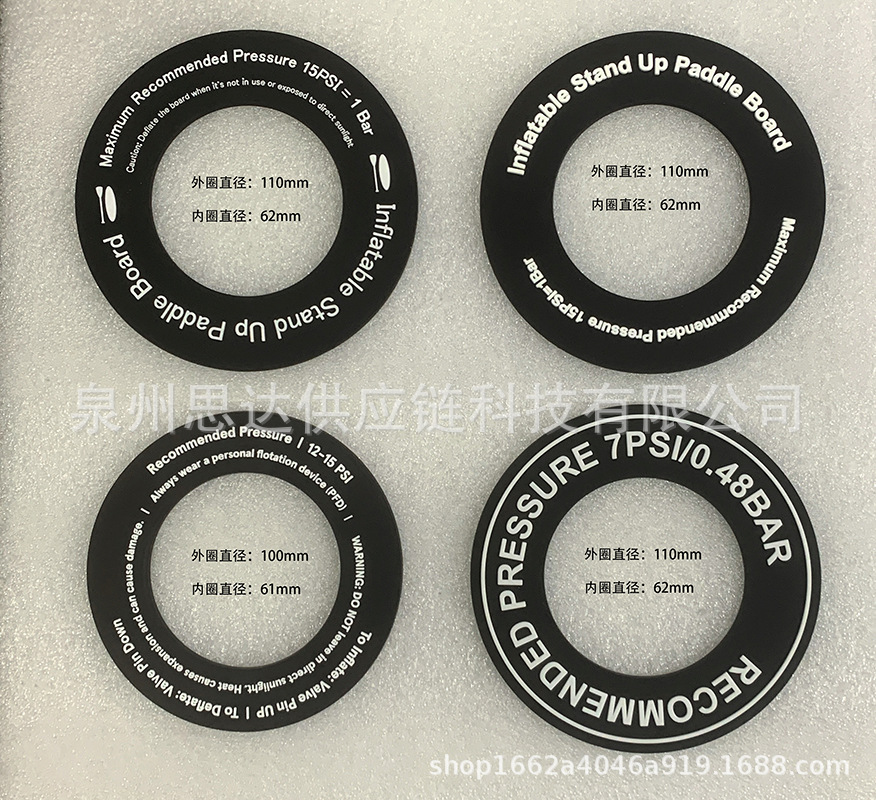 Maximum Recommended Pressure 15PSI = 1 Bar
Caution: Deflate the board when it's not in use or exposed to direct sunlight
Inflatable Stand Up Paddle Board
外圈直径：110mm
内圈直径：62mm
Inflatable Stand Up Paddle Board
Maximum Recommended Pressure 15PSI=1Bar
外圈直径：110mm
内圈直径：62mm
泉州思达供应链科技有限公司
Recommended Pressure | 12-15 PSI
Always wear a personal flotation device (PFD) |
WARNING: DO NOT leave in direct sunlight. Heat causes expansion and can cause damage. |
To Inflate: Valve Pin UP | To Deflate: Valve Pin Down
外圈直径：100mm
内圈直径：61mm
RECOMMENDED PRESSURE 7PSI/0.48BAR
外圈直径：110mm
内圈直径：62mm
shop1662a4046a919.1688.com